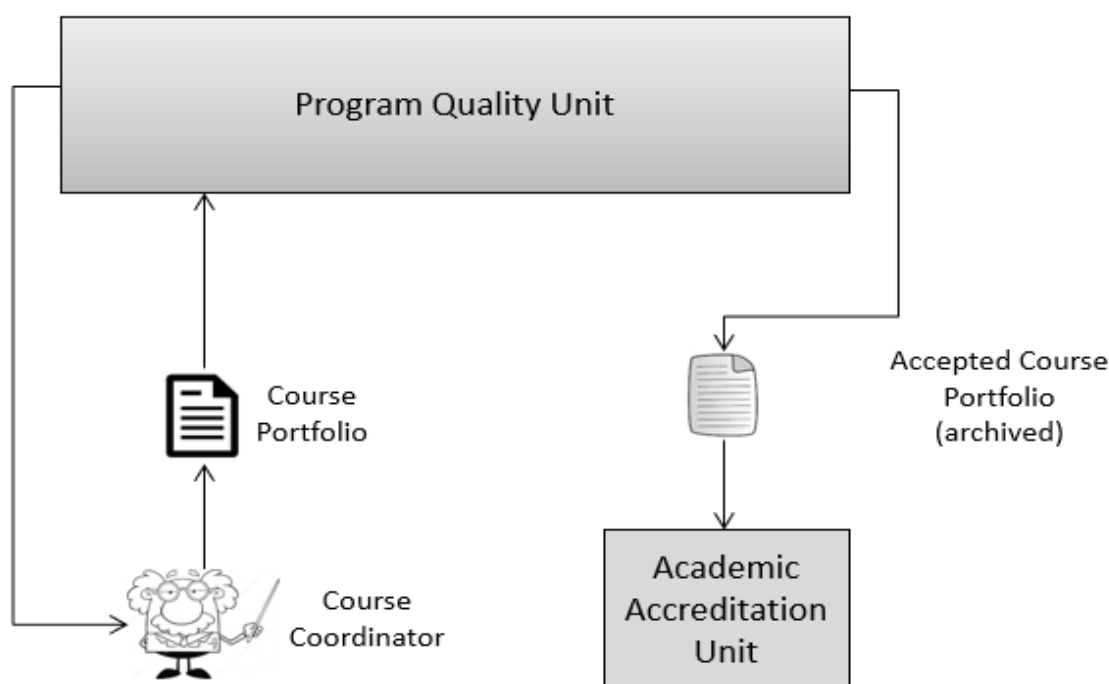 Program Quality Unit
Course
Portfolio
Accepted Course
Portfolio
(archived)
Course
Coordinator
Academic
Accreditation
Unit